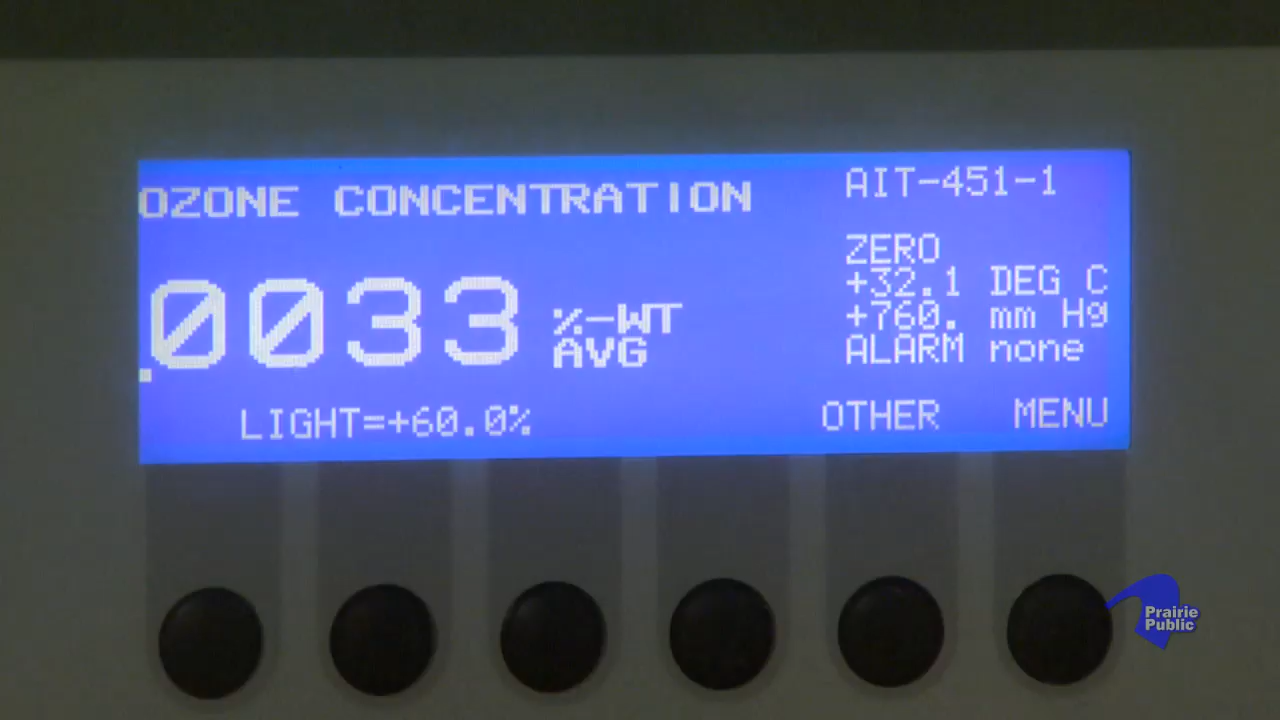 OZONE CONCENTRATION
AIT-451-1
ZERO
+32.1 DEG C
+760. mm Hg
ALARM none
.0033 %-WT
AVG
LIGHT=+60.0%
OTHER MENU
Prairie
Public